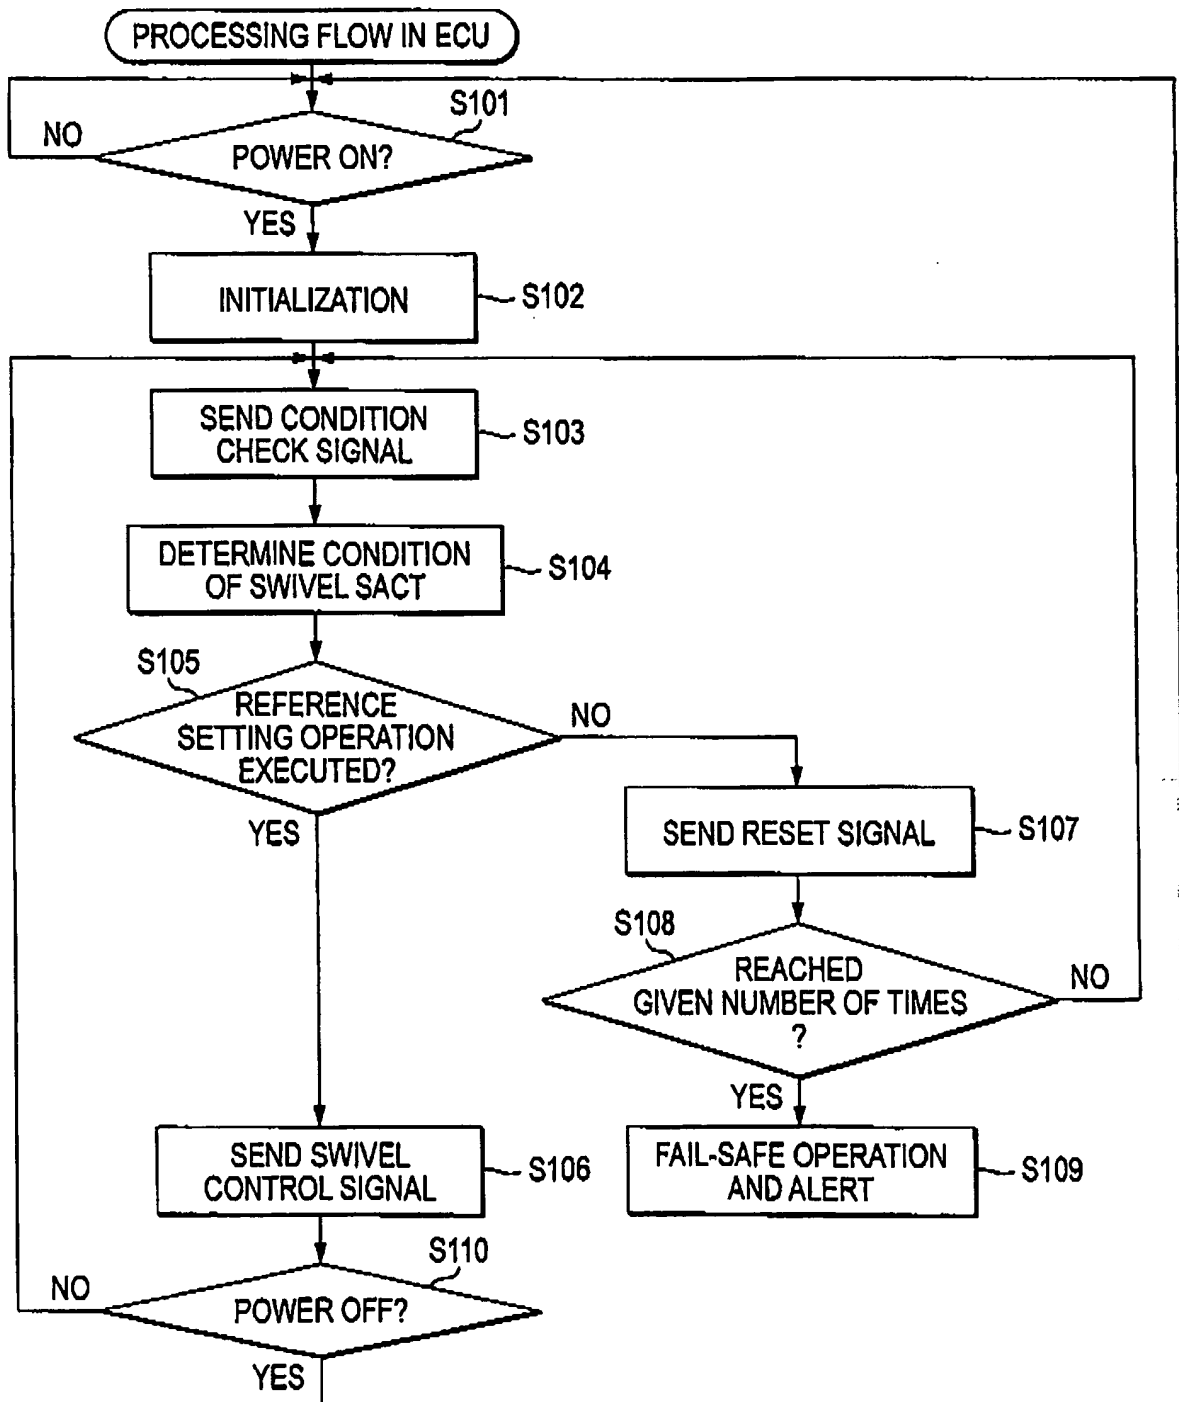 PROCESSING FLOW IN ECU
S101
NO
POWER ON?
YES
INITIALIZATION
S102
SEND CONDITION
CHECK SIGNAL
S103
DETERMINE CONDITION
OF SWIVEL SACT
S104
S105
REFERENCE
SETTING OPERATION
EXECUTED?
NO
YES
SEND RESET SIGNAL
S107
S108
REACHED
GIVEN NUMBER OF TIMES
?
NO
YES
SEND SWIVEL
CONTROL SIGNAL
S106
FAIL-SAFE OPERATION
AND ALERT
S109
S110
NO
POWER OFF?
YES